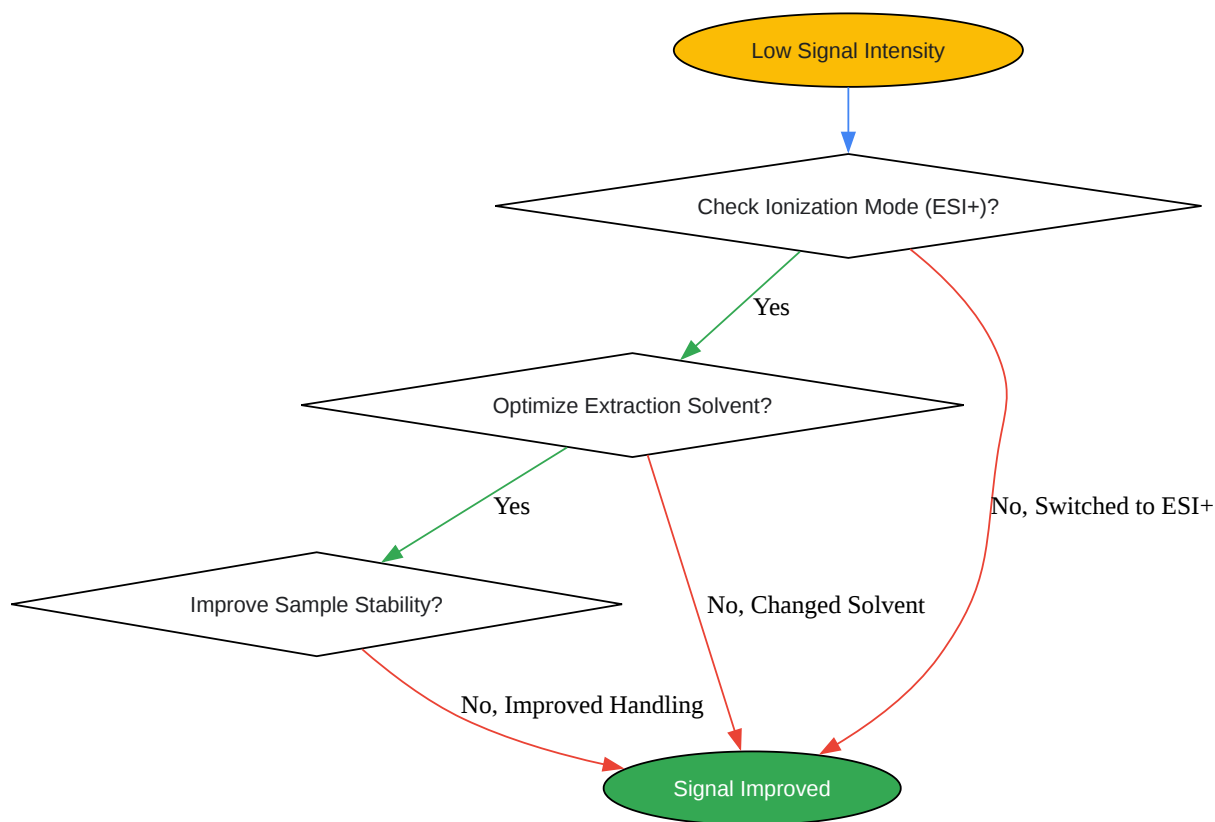 Low Signal Intensity
Check Ionization Mode (ESI+)?
Yes
Optimize Extraction Solvent?
Yes
No, Switched to ESI+
Improve Sample Stability?
No, Changed Solvent
No, Improved Handling
Signal Improved